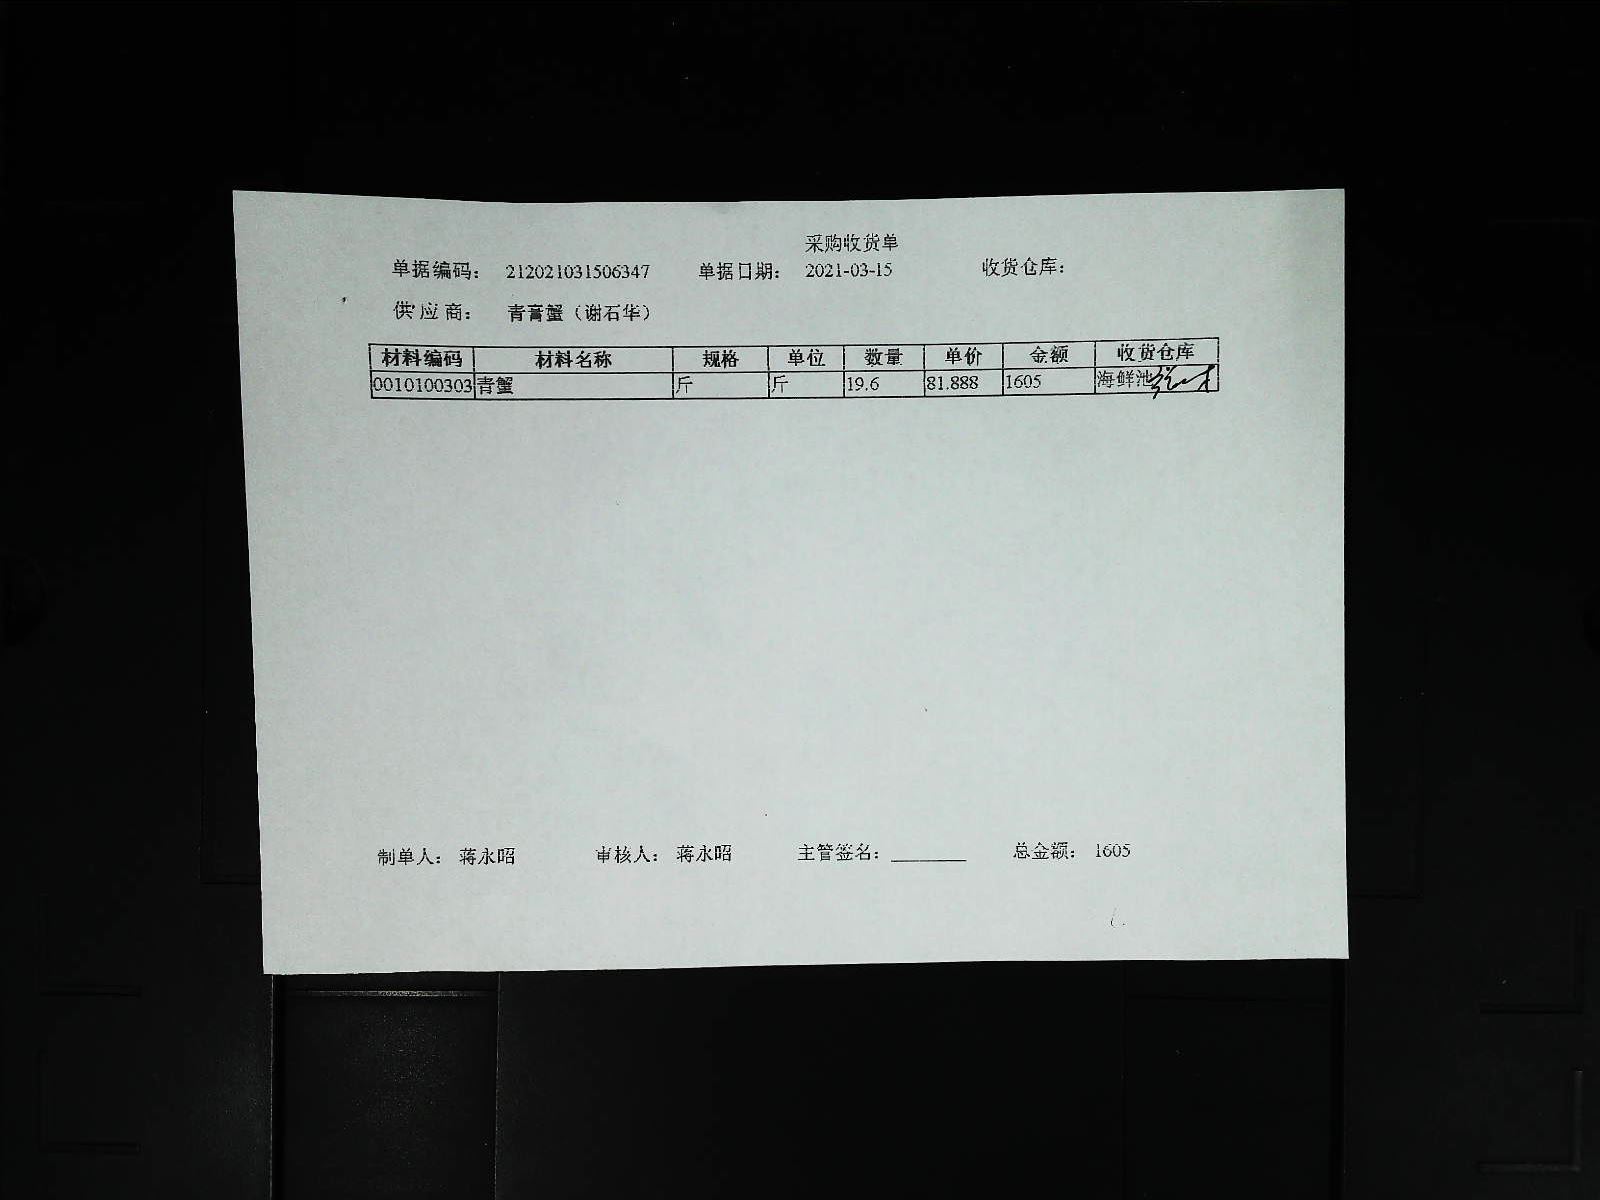 采购收货单
单据编码： 212021031506347 单据日期： 2021-03-15 收货仓库：
供应商： 青膏蟹（谢石华）
材料编码 材料名称 规格 单位 数量 单价 金额 收货仓库
0010100303 青蟹 斤 斤 19.6 81.888 1605 海鲜池
制单人： 蒋永昭 审核人： 蒋永昭 主管签名： 总金额： 1605